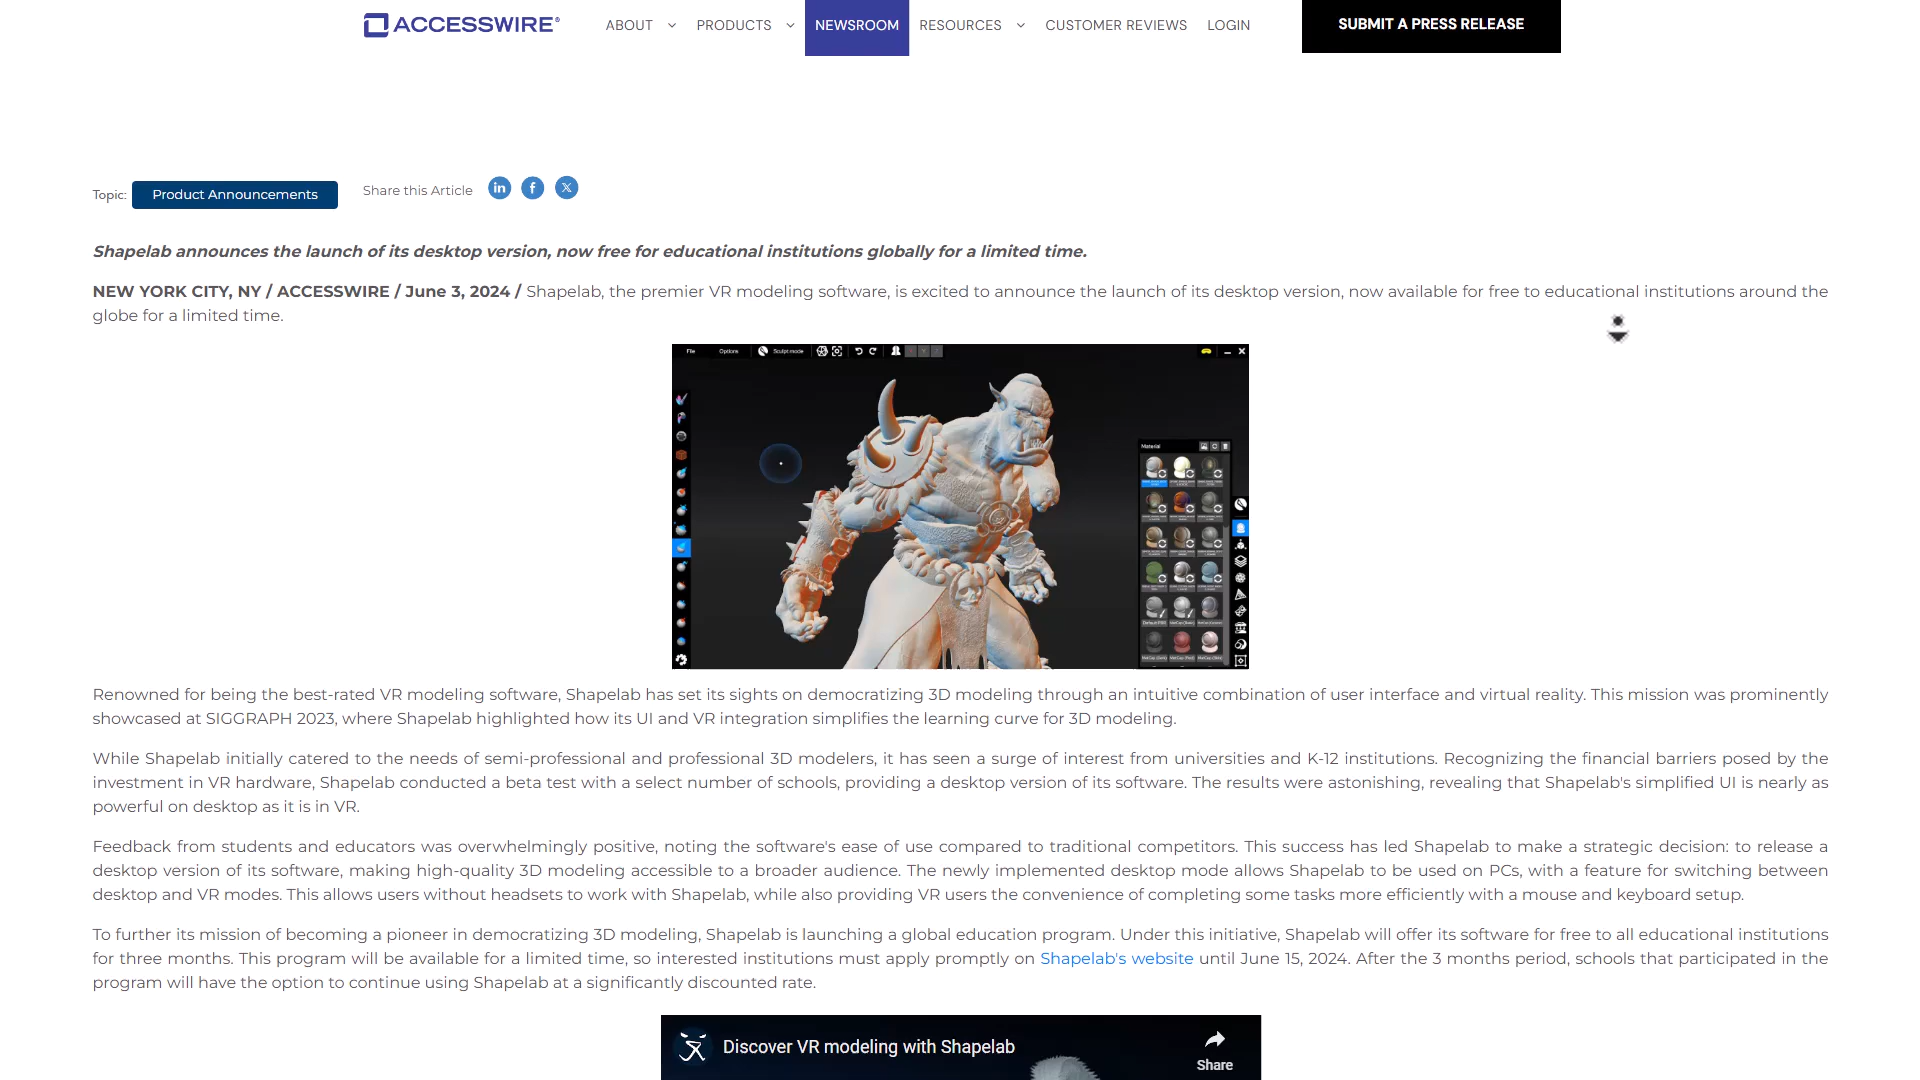 ACCESSWIRE®
ABOUT
PRODUCTS
NEWSROOM
RESOURCES
CUSTOMER REVIEWS
LOGIN
SUBMIT A PRESS RELEASE
Topic:
Product Announcements
Share this Article
Shapelab announces the launch of its desktop version, now free for educational institutions globally for a limited time.
NEW YORK CITY, NY / ACCESSWIRE / June 3, 2024 / Shapelab, the premier VR modeling software, is excited to announce the launch of its desktop version, now available for free to educational institutions around the
globe for a limited time.
File
Options
Sculpt mode
Material
Renowned for being the best-rated VR modeling software, Shapelab has set its sights on democratizing 3D modeling through an intuitive combination of user interface and virtual reality. This mission was prominently
showcased at SIGGRAPH 2023, where Shapelab highlighted how its UI and VR integration simplifies the learning curve for 3D modeling.
While Shapelab initially catered to the needs of semi-professional and professional 3D modelers, it has seen a surge of interest from universities and K-12 institutions. Recognizing the financial barriers posed by the
investment in VR hardware, Shapelab conducted a beta test with a select number of schools, providing a desktop version of its software. The results were astonishing, revealing that Shapelab's simplified UI is nearly as
powerful on desktop as it is in VR.
Feedback from students and educators was overwhelmingly positive, noting the software's ease of use compared to traditional competitors. This success has led Shapelab to make a strategic decision: to release a
desktop version of its software, making high-quality 3D modeling accessible to a broader audience. The newly implemented desktop mode allows Shapelab to be used on PCs, with a feature for switching between
desktop and VR modes. This allows users without headsets to work with Shapelab, while also providing VR users the convenience of completing some tasks more efficiently with a mouse and keyboard setup.
To further its mission of becoming a pioneer in democratizing 3D modeling, Shapelab is launching a global education program. Under this initiative, Shapelab will offer its software for free to all educational institutions
for three months. This program will be available for a limited time, so interested institutions must apply promptly on Shapelab's website until June 15, 2024. After the 3 months period, schools that participated in the
program will have the option to continue using Shapelab at a significantly discounted rate.
Discover VR modeling with Shapelab
Share